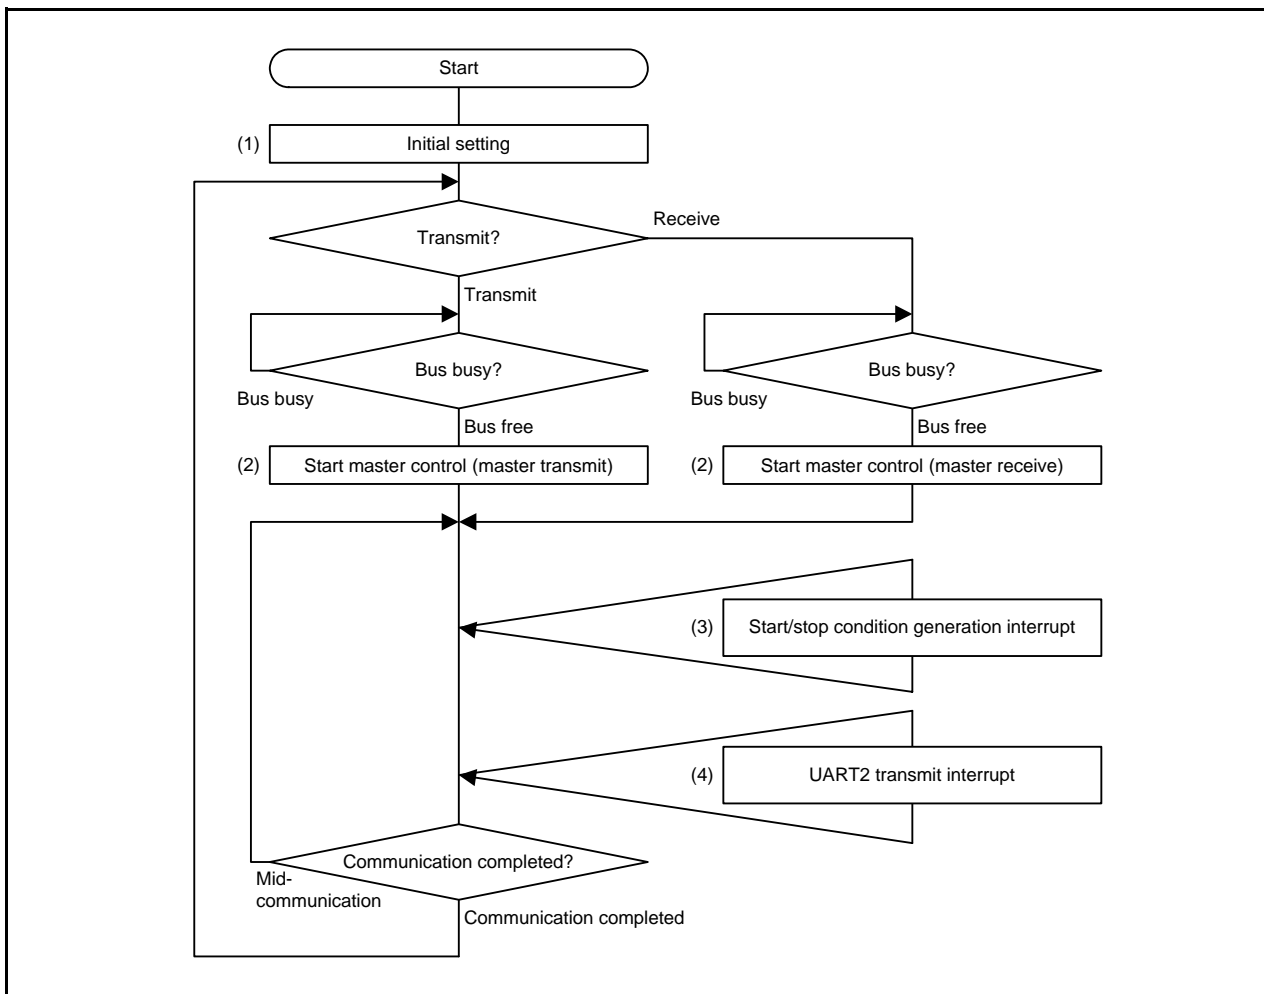 Start
(1)
Initial setting
Receive
Transmit?
Transmit
Bus busy?
Bus busy?
Bus busy
Bus busy
Bus free
Bus free
(2)
Start master control (master transmit)
(2)
Start master control (master receive)
(3)
Start/stop condition generation interrupt
(4)
UART2 transmit interrupt
Communication completed?
Mid-
communication
Communication completed